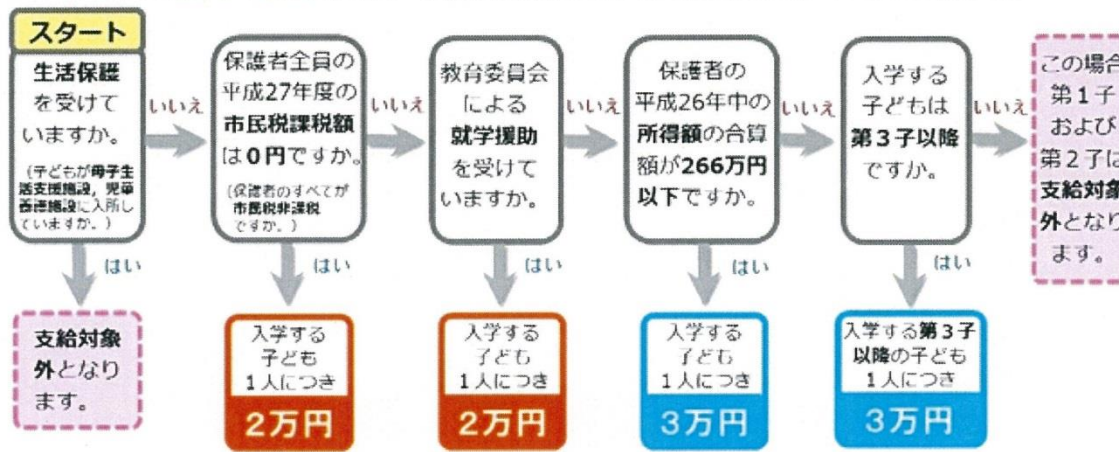 スタート
生活保護
を受けて
いますか。
(子どもが母子生
活支援施設，児童
養護施設に入所し
ていますか。)
いいえ
はい
支給対象
外となり
ます。
保護者全員の
平成27年度の
市民税課税額
は０円ですか。
(保護者のすべてが
市民税非課税
ですか。)
いいえ
はい
入学する
子ども
１人につき
２万円
教育委員会
による
就学援助
を受けて
いますか。
いいえ
はい
入学する
子ども
１人につき
２万円
保護者の
平成26年中の
所得額の合算
額が266万円
以下ですか。
いいえ
はい
入学する
子ども
１人につき
３万円
入学する
子どもは
第３子以降
ですか。
いいえ
はい
入学する第３子
以降の子ども
１人につき
３万円
この場合
第１子
および
第２子は
支給対象
外となり
ます。